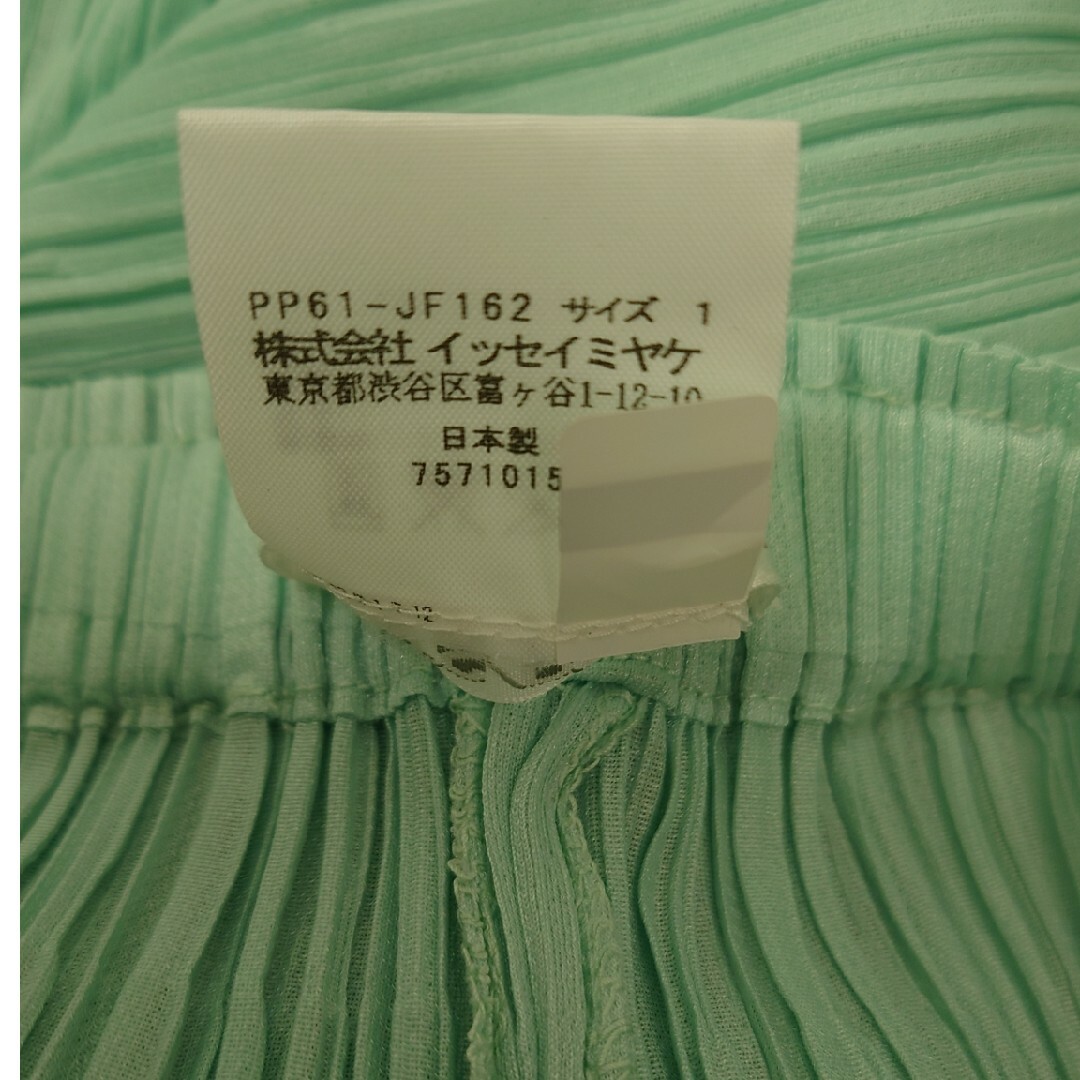 PP61-JF162 サイズ 1
株式会社 イッセイミヤケ
東京都渋谷区富ヶ谷1-12-10
日本製
7571015